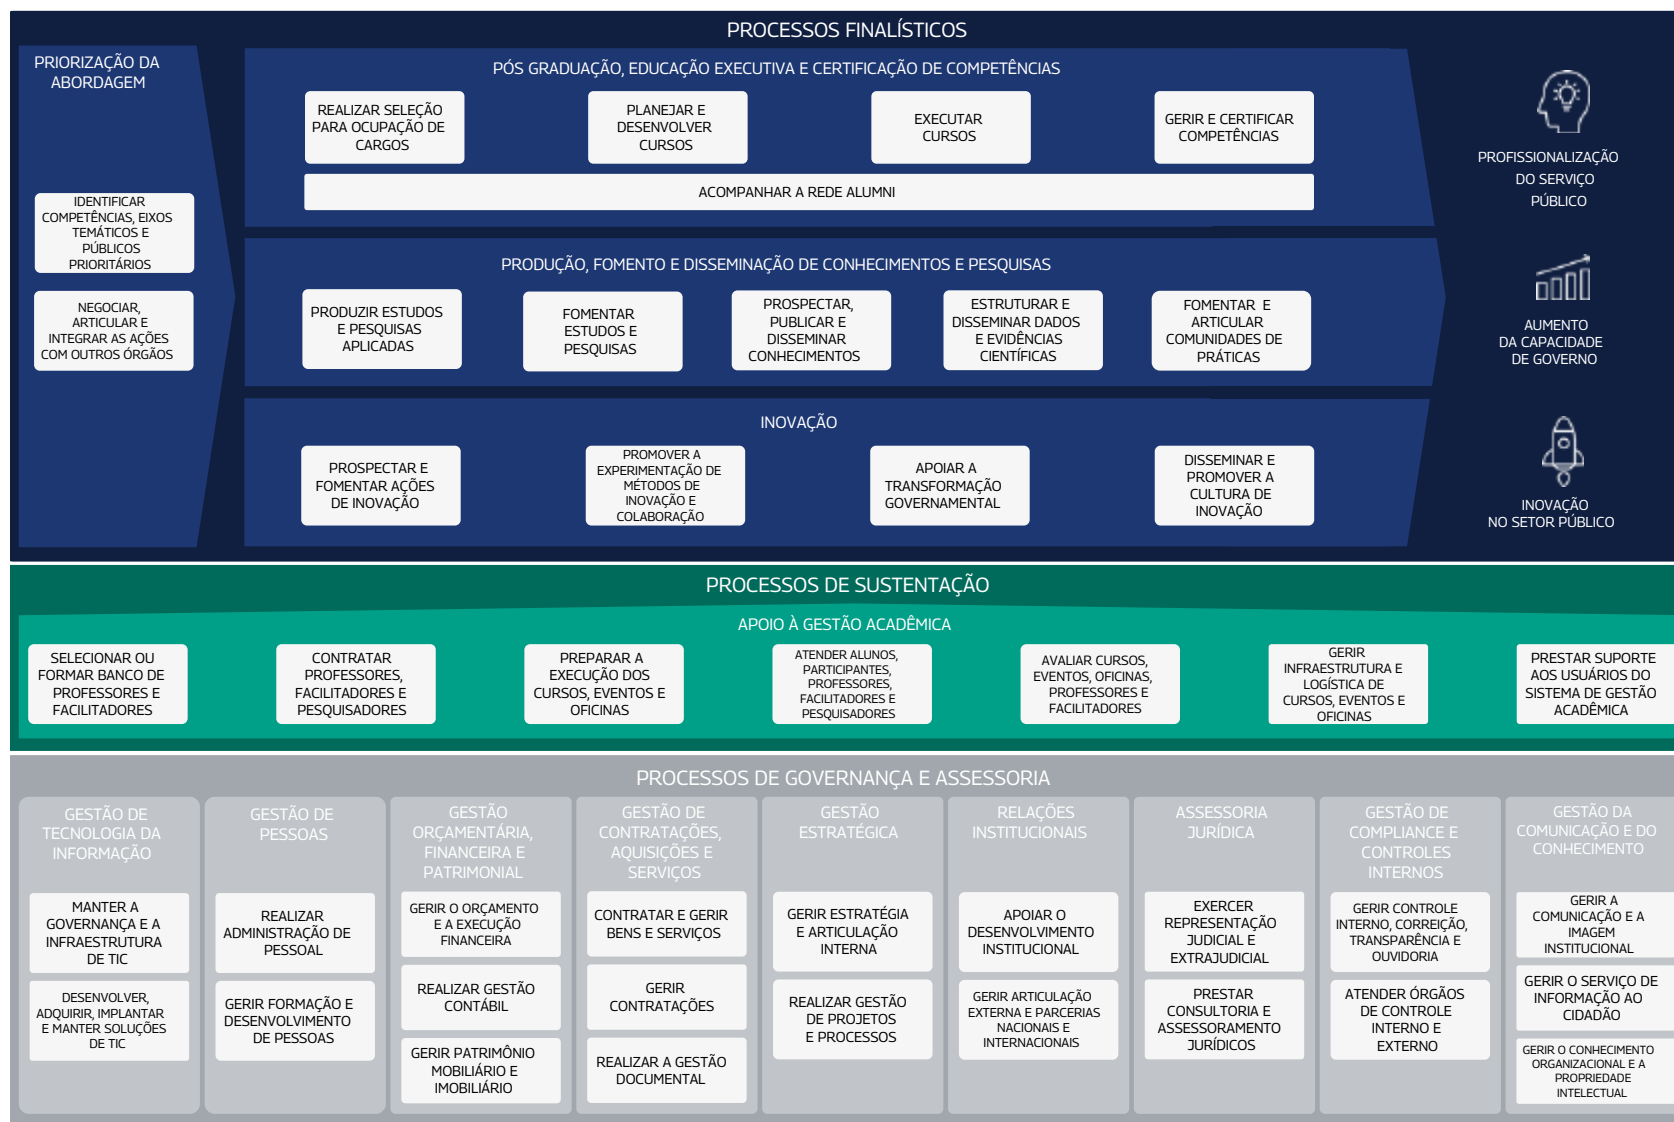 PROCESSOS FINALÍSTICOS
PRIORIZAÇÃO DA
ABORDAGEM
IDENTIFICAR
COMPETÊNCIAS, EIXOS
TEMÁTICOS E
PÚBLICOS
PRIORITÁRIOS
NEGOCIAR,
ARTICULAR E
INTEGRAR AS AÇÕES
COM OUTROS ÓRGÃOS
PÓS GRADUAÇÃO, EDUCAÇÃO EXECUTIVA E CERTIFICAÇÃO DE COMPETÊNCIAS
REALIZAR SELEÇÃO
PARA OCUPAÇÃO DE
CARGOS
PLANEJAR E
DESENVOLVER
CURSOS
EXECUTAR
CURSOS
GERIR E CERTIFICAR
COMPETÊNCIAS
ACOMPANHAR A REDE ALUMNI
PRODUÇÃO, FOMENTO E DISSEMINAÇÃO DE CONHECIMENTOS E PESQUISAS
PRODUZIR ESTUDOS
E PESQUISAS
APLICADAS
FOMENTAR
ESTUDOS E
PESQUISAS
PROSPECTAR,
PUBLICAR E
DISSEMINAR
CONHECIMENTOS
ESTRUTURAR E
DISSEMINAR DADOS
E EVIDÊNCIAS
CIENTÍFICAS
FOMENTAR E
ARTICULAR
COMUNIDADES DE
PRÁTICAS
INOVAÇÃO
PROSPECTAR E
FOMENTAR AÇÕES
DE INOVAÇÃO
PROMOVER A
EXPERIMENTAÇÃO DE
MÉTODOS DE
INOVAÇÃO E
COLABORAÇÃO
APOIAR A
TRANSFORMAÇÃO
GOVERNAMENTAL
DISSEMINAR E
PROMOVER A
CULTURA DE
INOVAÇÃO
PROFISSIONALIZAÇÃO
DO SERVIÇO
PÚBLICO
AUMENTO
DA CAPACIDADE
DE GOVERNO
INOVAÇÃO
NO SETOR PÚBLICO
PROCESSOS DE SUSTENTAÇÃO
APOIO À GESTÃO ACADÊMICA
SELECIONAR OU
FORMAR BANCO DE
PROFESSORES E
FACILITADORES
CONTRATAR
PROFESSORES,
FACILITADORES E
PESQUISADORES
PREPARAR A
EXECUÇÃO DOS
CURSOS, EVENTOS E
OFICINAS
ATENDER ALUNOS,
PARTICIPANTES,
PROFESSORES,
FACILITADORES E
PESQUISADORES
AVALIAR CURSOS,
EVENTOS, OFICINAS,
PROFESSORES E
FACILITADORES
GERIR
INFRAESTRUTURA E
LOGÍSTICA DE
CURSOS, EVENTOS E
OFICINAS
PRESTAR SUPORTE
AOS USUÁRIOS DO
SISTEMA DE GESTÃO
ACADÊMICA
PROCESSOS DE GOVERNANÇA E ASSESSORIA
GESTÃO DE
TECNOLOGIA DA
INFORMAÇÃO
MANTER A
GOVERNANÇA E A
INFRAESTRUTURA
DE TIC
DESENVOLVER,
ADQUIRIR, IMPLANTAR
E MANTER SOLUÇÕES
DE TIC
GESTÃO DE
PESSOAS
REALIZAR
ADMINISTRAÇÃO DE
PESSOAL
GERIR FORMAÇÃO E
DESENVOLVIMENTO
DE PESSOAS
GESTÃO
ORÇAMENTÁRIA,
FINANCEIRA E
PATRIMONIAL
GERIR O ORÇAMENTO
E A EXECUÇÃO
FINANCEIRA
REALIZAR GESTÃO
CONTÁBIL
GERIR PATRIMÔNIO
MOBILIÁRIO E
IMOBILIÁRIO
GESTÃO DE
CONTRATAÇÕES,
AQUISIÇÕES E
SERVIÇOS
CONTRATAR E GERIR
BENS E SERVIÇOS
GERIR
CONTRATAÇÕES
REALIZAR A GESTÃO
DOCUMENTAL
GESTÃO
ESTRATÉGICA
GERIR ESTRATÉGIA
E ARTICULAÇÃO
INTERNA
REALIZAR GESTÃO
DE PROJETOS
E PROCESSOS
RELAÇÕES
INSTITUCIONAIS
APOIAR O
DESENVOLVIMENTO
INSTITUCIONAL
GERIR ARTICULAÇÃO
EXTERNA E PARCERIAS
NACIONAIS E
INTERNACIONAIS
ASSESSORIA
JURÍDICA
EXERCER
REPRESENTAÇÃO
JUDICIAL E
EXTRAJUDICIAL
PRESTAR
CONSULTORIA E
ASSESSORAMENTO
JURÍDICOS
GESTÃO DE
COMPLIANCE E
CONTROLES
INTERNOS
GERIR CONTROLE
INTERNO, CORREIÇÃO,
TRANSPARÊNCIA E
OUVIDORIA
ATENDER ÓRGÃOS
DE CONTROLE
INTERNO E
EXTERNO
GESTÃO DA
COMUNICAÇÃO E DO
CONHECIMENTO
GERIR A
COMUNICAÇÃO E A
IMAGEM
INSTITUCIONAL
GERIR O SERVIÇO DE
INFORMAÇÃO AO
CIDADÃO
GERIR O CONHECIMENTO
ORGANIZACIONAL E A
PROPRIEDADE
INTELECTUAL